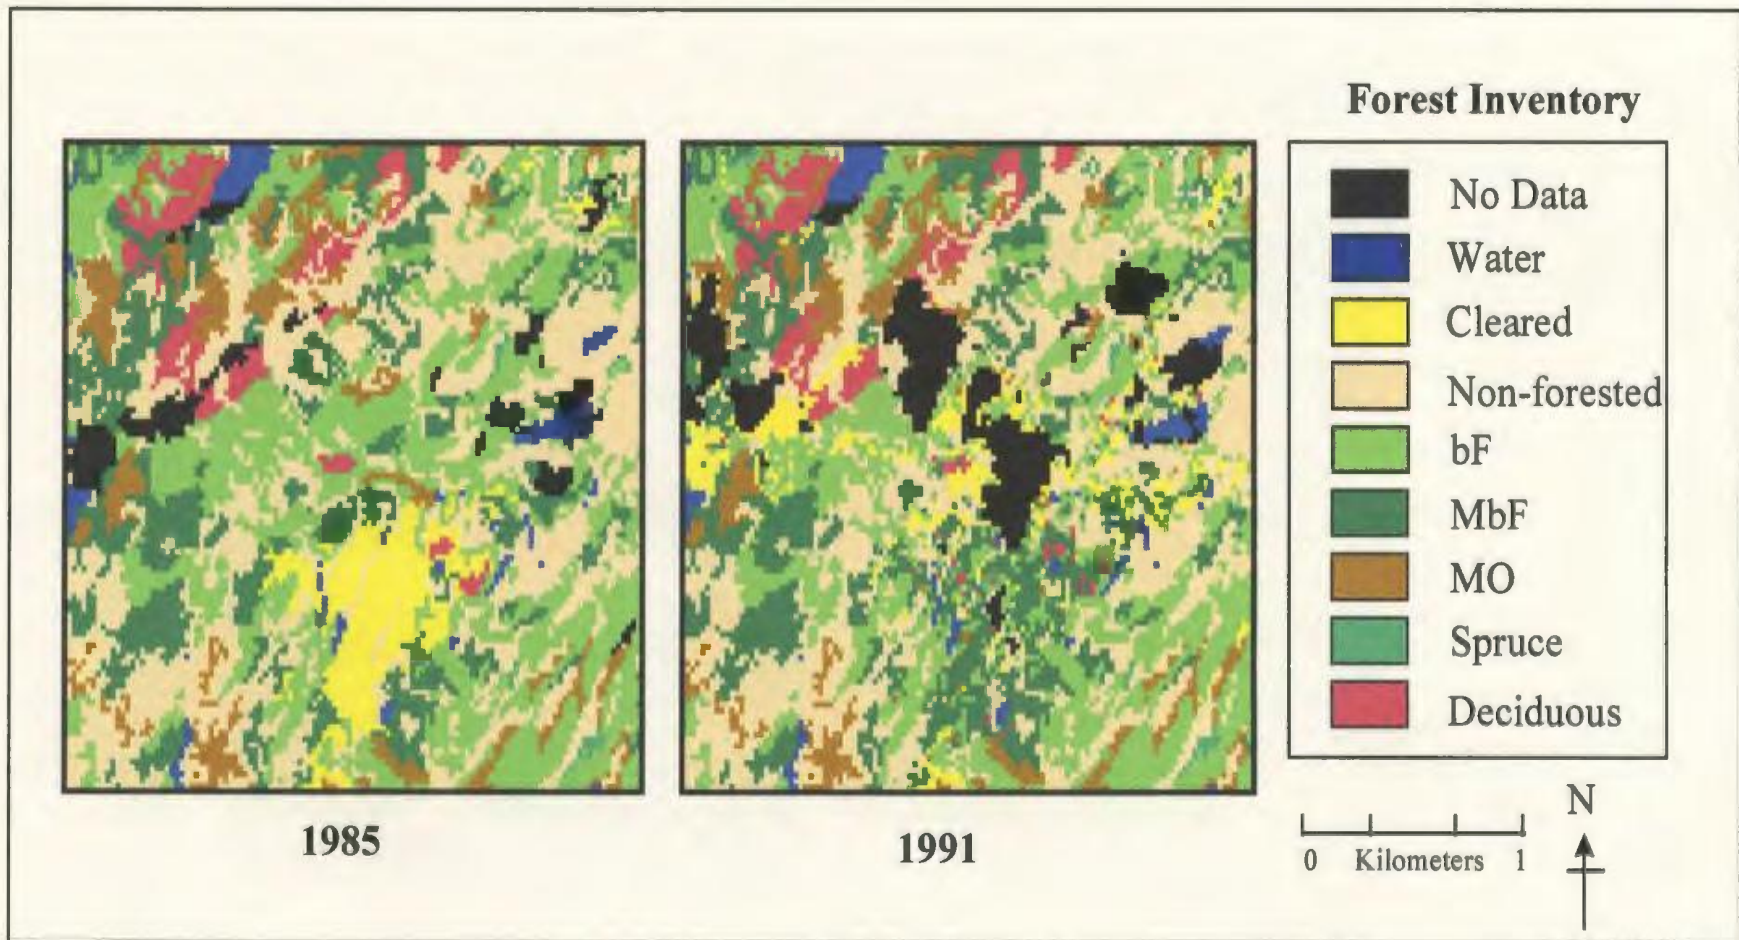 Forest Inventory
No Data
Water
Cleared
Non-forested
bF
MbF
MO
Spruce
Deciduous
1985
1991
N
0 Kilometers 1